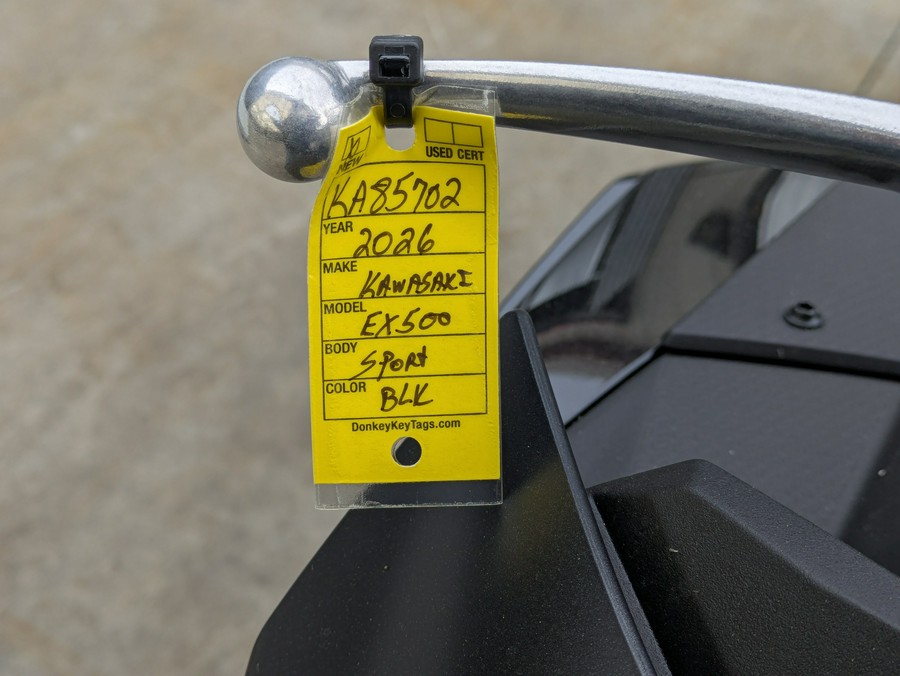 NEW USED CERT
KA85702
YEAR 2026
MAKE KAWASAKI
MODEL EX500
BODY SPORT
COLOR BLK
DonkeyKeyTags.com